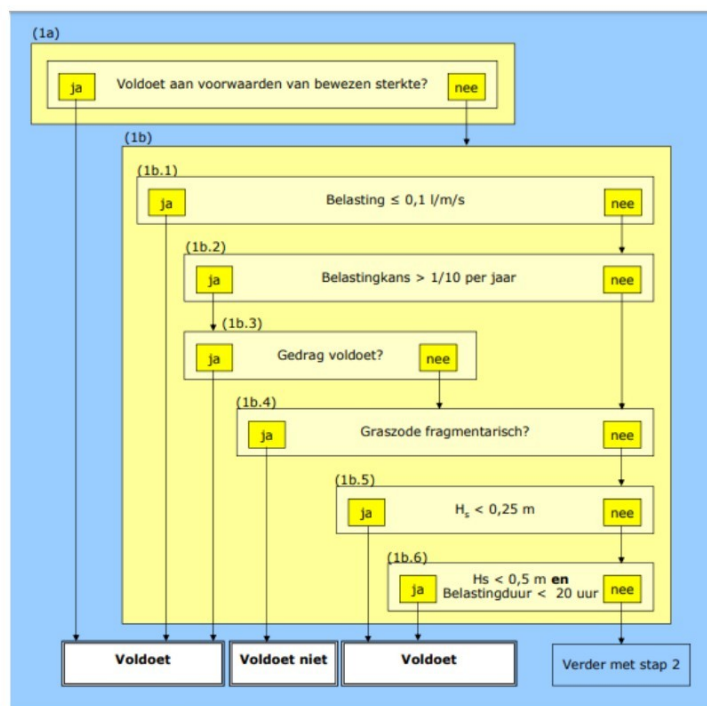 (1a)
ja Voldoet aan voorwaarden van bewezen sterkte? nee
(1b)
(1b.1)
ja Belasting ≤ 0,1 l/m/s nee
(1b.2)
ja Belastingkans > 1/10 per jaar nee
(1b.3)
ja Gedrag voldoet? nee
(1b.4)
ja Graszode fragmentarisch? nee
(1b.5)
ja Hs < 0,25 m nee
(1b.6)
ja Hs < 0,5 m en nee
Belastingduur < 20 uur
Voldoet Voldoet niet Voldoet Verder met stap 2